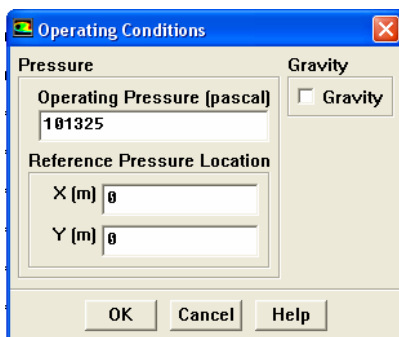 Operating Conditions
Pressure
Gravity
Operating Pressure (pascal)
Gravity
101325
Reference Pressure Location
X (m) 0
Y (m) 0
OK Cancel Help